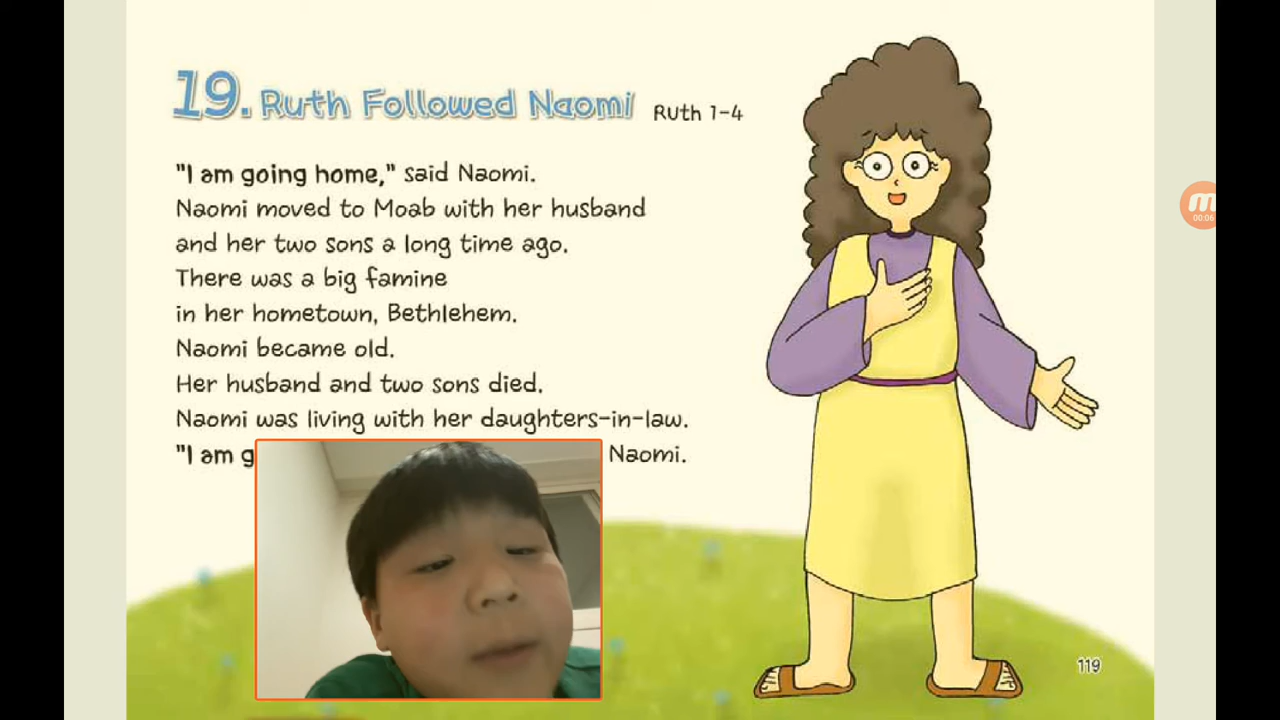 19. Ruth Followed Naomi Ruth 1-4
"I am going home," said Naomi.
Naomi moved to Moab with her husband
and her two sons a long time ago.
There was a big famine
in her hometown, Bethlehem.
Naomi became old.
Her husband and two sons died.
Naomi was living with her daughters-in-law.
"I am Naomi.
119
00:06